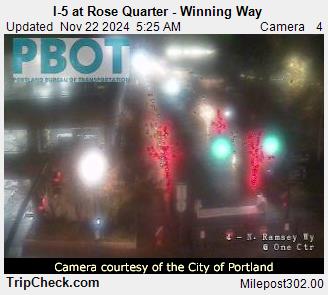 I-5 at Rose Quarter - Winning Way
Updated Nov 22 2024 5:25 AM Camera 4
PBOT
PORTLAND BUREAU OF TRANSPORTATION
4 - N. Ramsey Wy
@ One Ctr
Camera courtesy of the City of Portland
TripCheck.com Milepost302.00